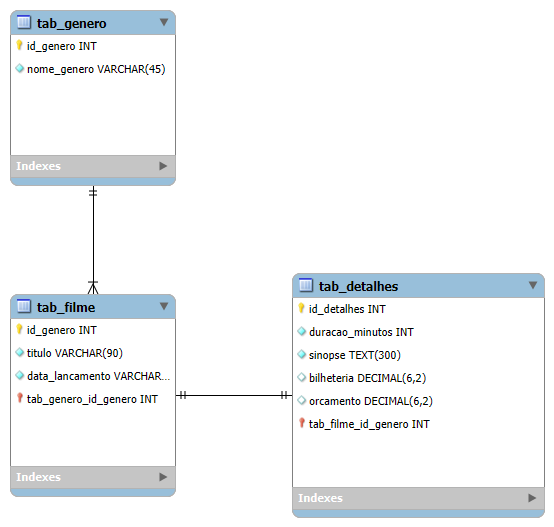 tab_genero
id_genero INT
nome_genero VARCHAR(45)
Indexes
tab_filme
id_genero INT
titulo VARCHAR(90)
data_lancamento VARCHAR...
tab_genero_id_genero INT
Indexes
tab_detalhes
id_detalhes INT
duracao_minutos INT
sinopse TEXT(300)
bilheteria DECIMAL(6,2)
orcamento DECIMAL(6,2)
tab_filme_id_genero INT
Indexes